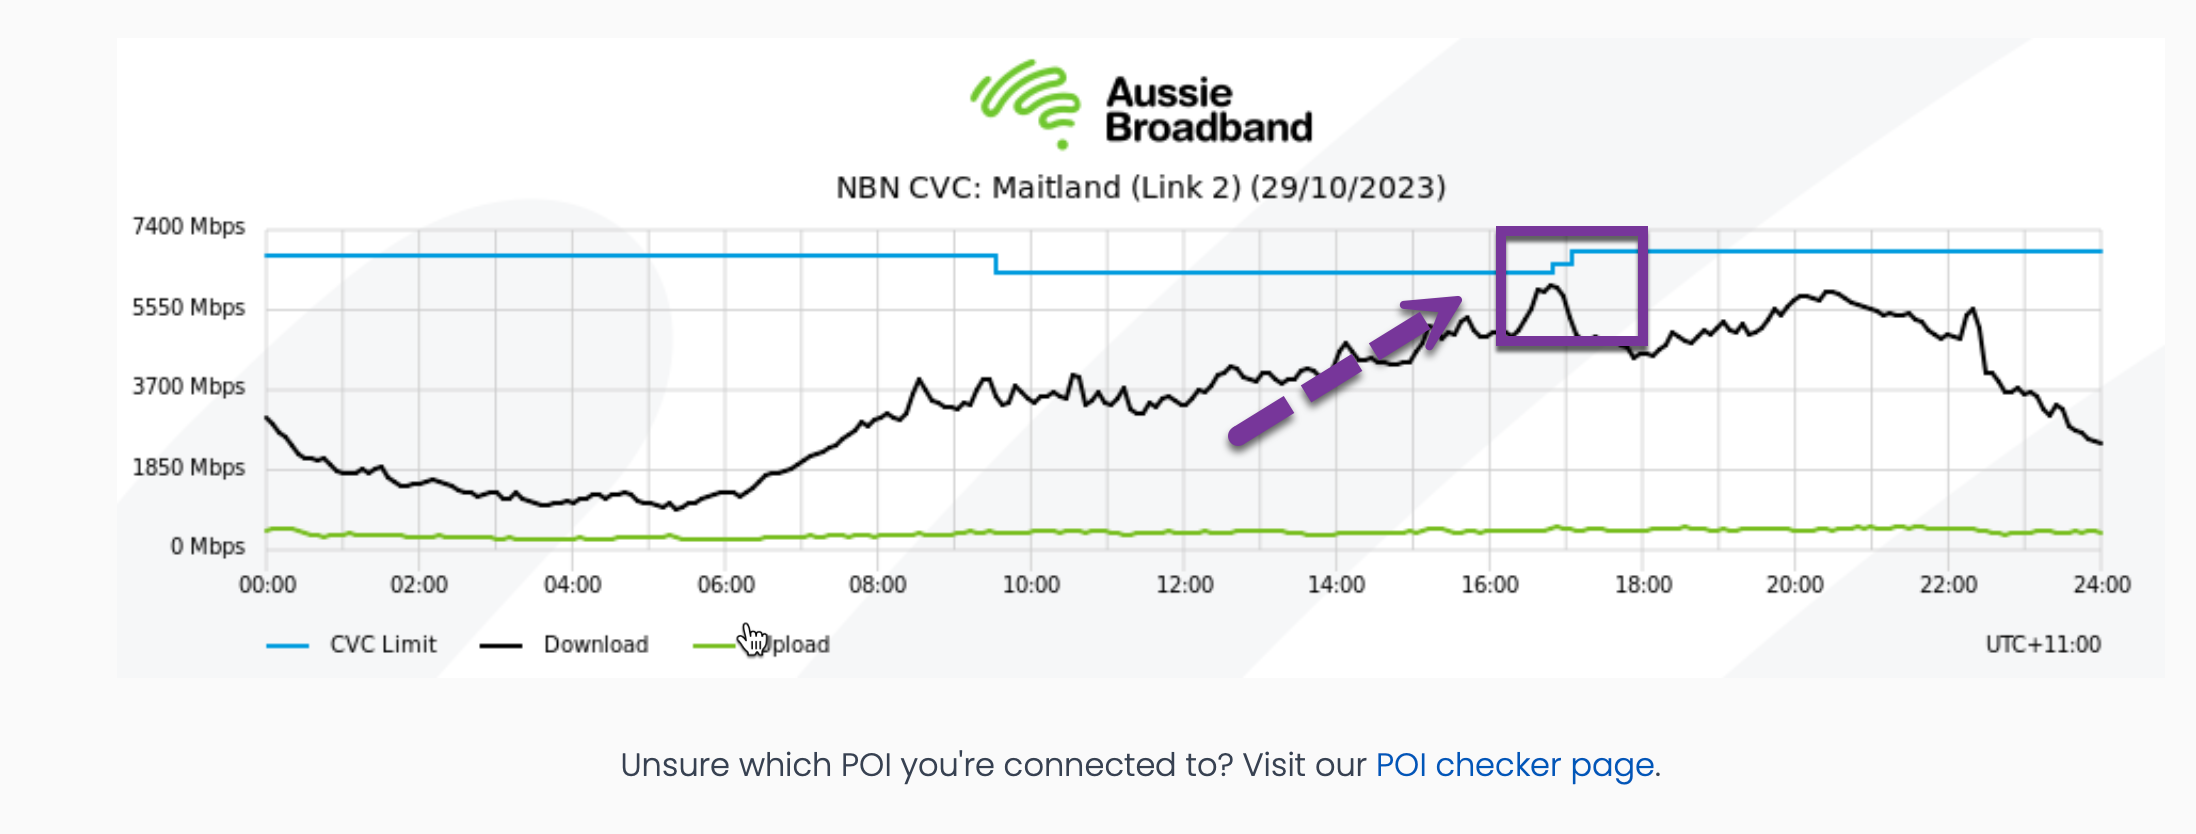 Aussie
Broadband
NBN CVC: Maitland (Link 2) (29/10/2023)
7400 Mbps
5550 Mbps
3700 Mbps
1850 Mbps
0 Mbps
00:00 02:00 04:00 06:00 08:00 10:00 12:00 14:00 16:00 18:00 20:00 22:00 24:00
CVC Limit Download Upload UTC+11:00
Unsure which POI you're connected to? Visit our POI checker page.